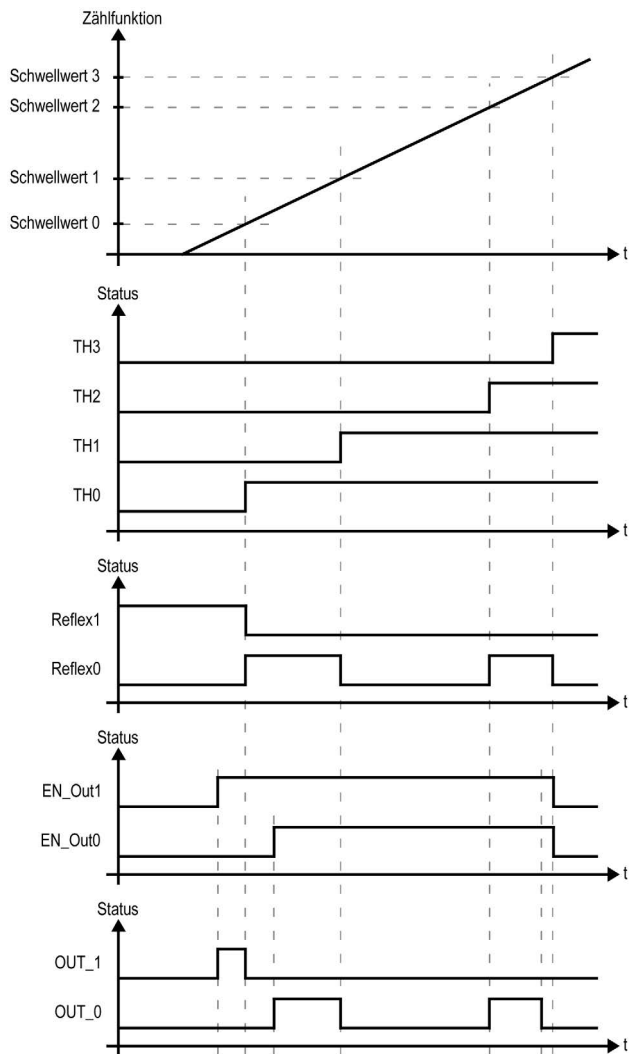 Zählfunktion
Schwellwert 3
Schwellwert 2
Schwellwert 1
Schwellwert 0
t
Status
TH3
TH2
TH1
TH0
t
Status
Reflex1
Reflex0
t
Status
EN_Out1
EN_Out0
t
Status
OUT_1
OUT_0
t